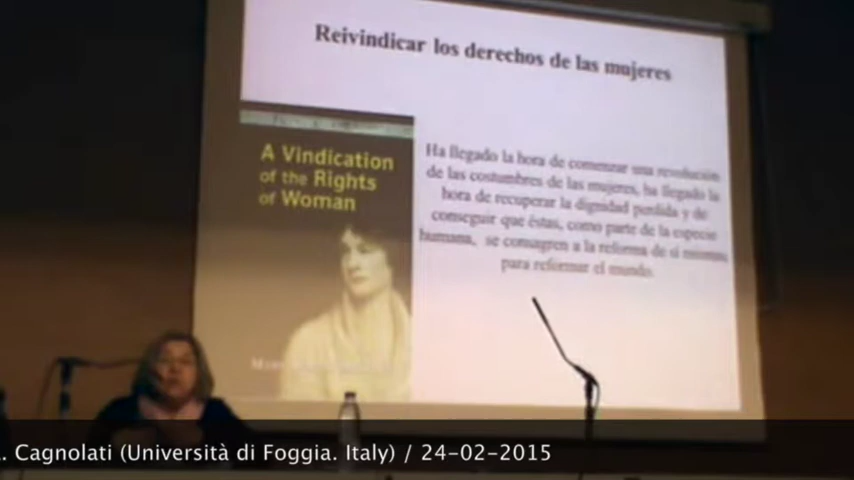 Reivindicar los derechos de las mujeres
A Vindication
of the Rights
of Woman
Ha llegado la hora de comenzar una revolución
de las costumbres de las mujeres, ha llegado la
hora de recuperar la dignidad perdida y de
conseguir que éstas, como parte de la especie
humana, se consagren a la reforma de sí mismas
para reformar el mundo.
. Cagnolati (Università di Foggia. Italy) / 24-02-2015